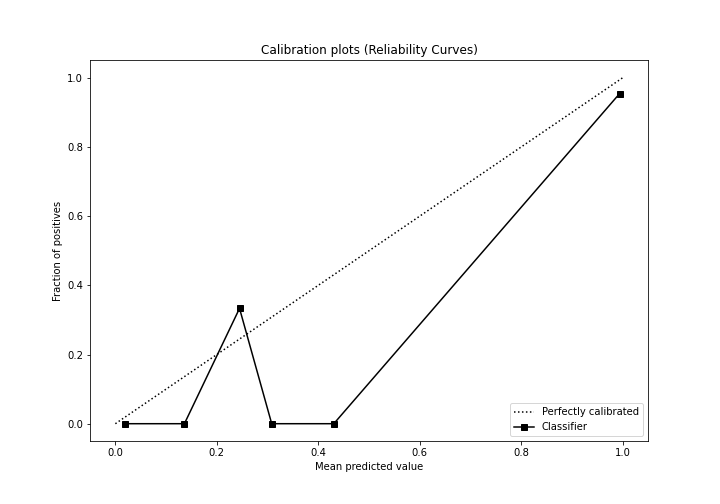 Calibration plots (Reliability Curves)
1.0
0.8
0.6
0.4
0.2
0.0
Fraction of positives
0.0 0.2 0.4 0.6 0.8 1.0
Mean predicted value
Perfectly calibrated
Classifier